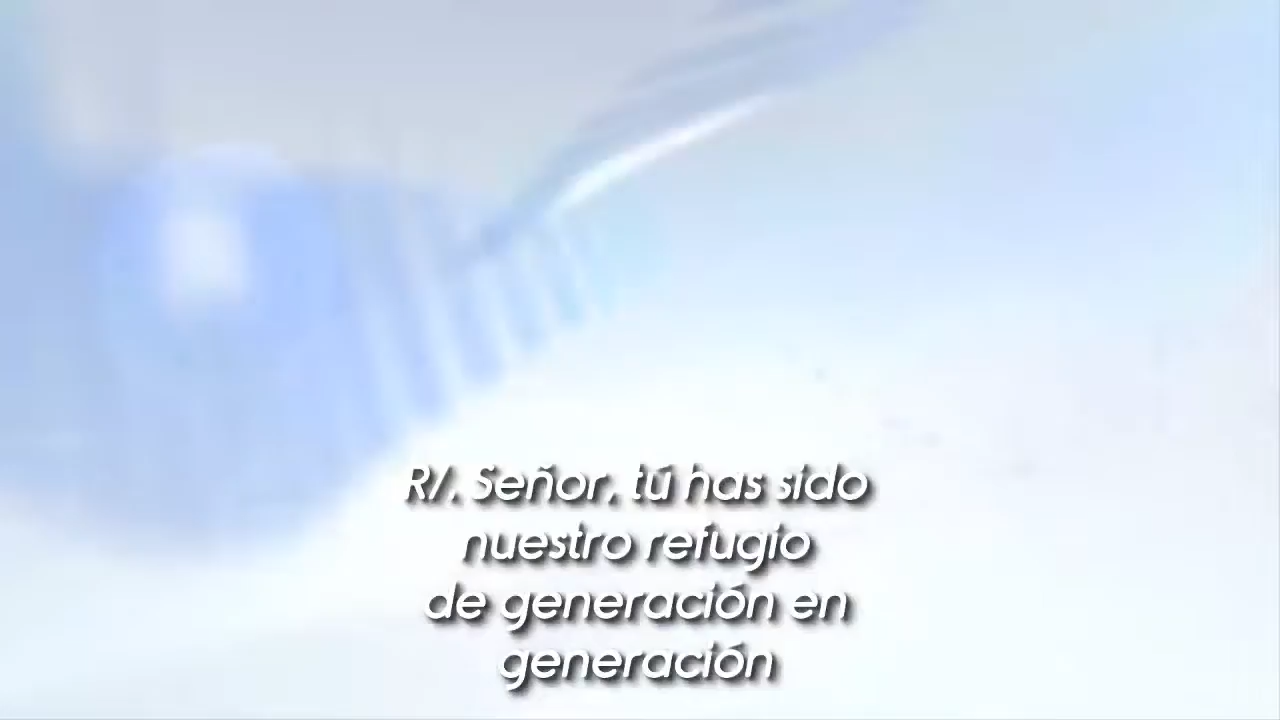 R/. Señor, tú has sido
nuestro refugio
de generación en
generación